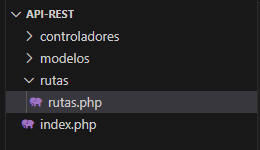 API-REST
controladores
modelos
rutas
rutas.php
index.php